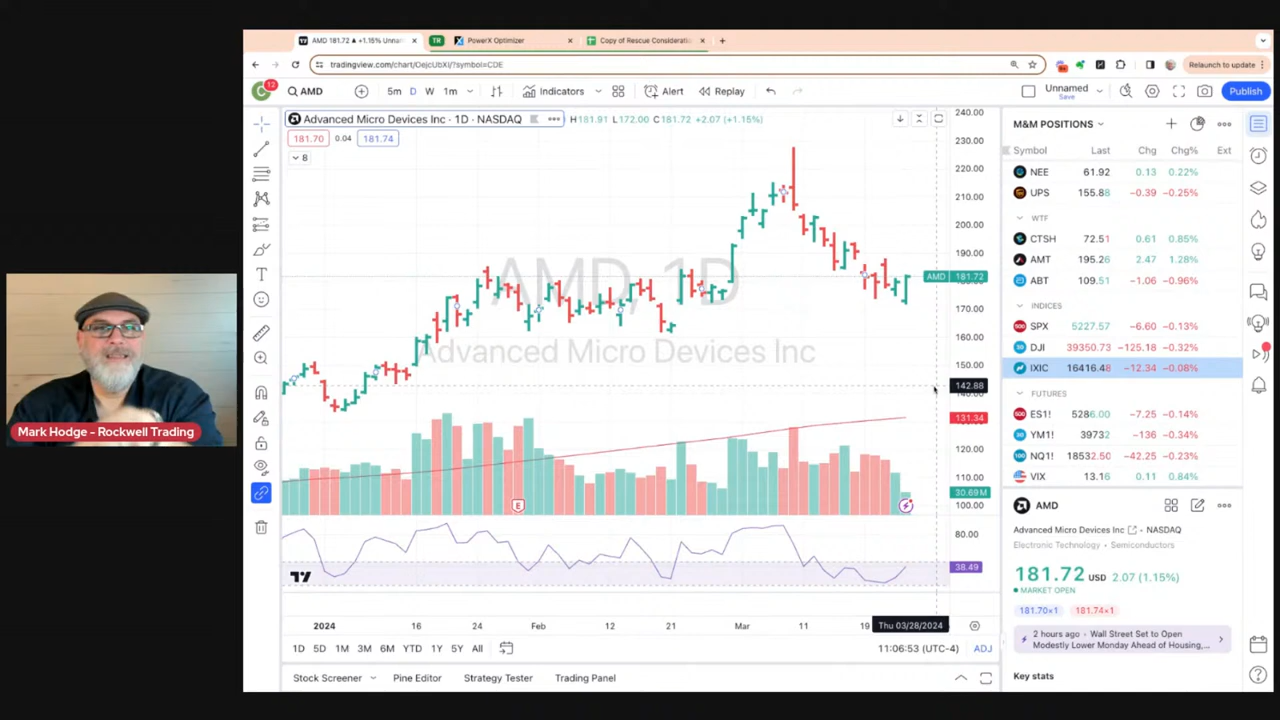 AMD 181.72 ▲ +1.15% Unna
TR
PowerX Optimizer
Copy of Rescue Consideratio
tradingview.com/chart/OejcUbXl/?symbol=CDE
Relaunch to update
12
AMD
5m D W 1m
Indicators
Alert
Replay
Unnamed
Save
Publish
Advanced Micro Devices Inc · 1D · NASDAQ
H181.91 L172.00 C181.72 +2.07 (+1.15%)
181.70 0.04 181.74
8
AMD, 1D
Advanced Micro Devices Inc
240.00
230.00
210.00
200.00
190.00
AMD 181.72
170.00
160.00
150.00
142.88
140.00
131.34
120.00
110.00
30.69M
100.00
E
80.00
38.49
2024 16 24 Feb 12 21 Mar 11 19 Thu 03/28/2024
1D 5D 1M 3M 6M YTD 1Y 5Y All
11:06:53 (UTC-4) ADJ
Stock Screener Pine Editor Strategy Tester Trading Panel
M&M POSITIONS
Symbol Last Chg Chg% Ext
NEE 61.92 0.13 0.22%
UPS 155.88 −0.39 −0.25%
WTF
CTSH 72.51 0.61 0.85%
AMT 195.26 2.47 1.28%
ABT 109.51 −1.06 −0.96%
INDICES
SPX 5227.57 −6.60 −0.13%
DJI 39350.73 −125.18 −0.32%
IXIC 16416.48 −12.34 −0.08%
FUTURES
ES1! 5286.00 −7.25 −0.14%
YM1! 39732 −136 −0.34%
NQ1! 18532.50 −42.25 −0.23%
VIX 13.16 0.11 0.84%
AMD
Advanced Micro Devices Inc · NASDAQ
Electronic Technology · Semiconductors
181.72 USD 2.07 (1.15%)
MARKET OPEN
181.70×1 181.74×1
2 hours ago · Wall Street Set to Open
Modestly Lower Monday Ahead of Housing,...
Key stats
Mark Hodge - Rockwell Trading